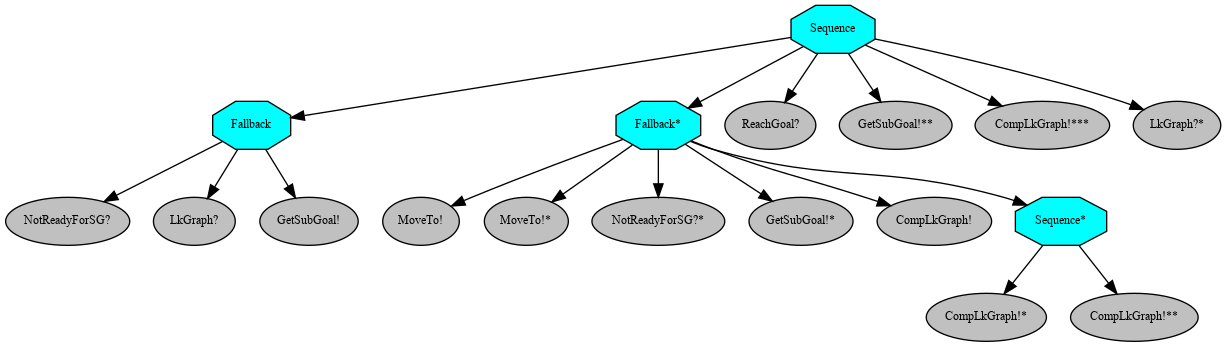 Sequence
Fallback
Fallback*
ReachGoal?
GetSubGoal!**
CompLkGraph!***
LkGraph?*
NotReadyForSG?
LkGraph?
GetSubGoal!
MoveTo!
MoveTo!*
NotReadyForSG?*
GetSubGoal!*
CompLkGraph!
Sequence*
CompLkGraph!*
CompLkGraph!**